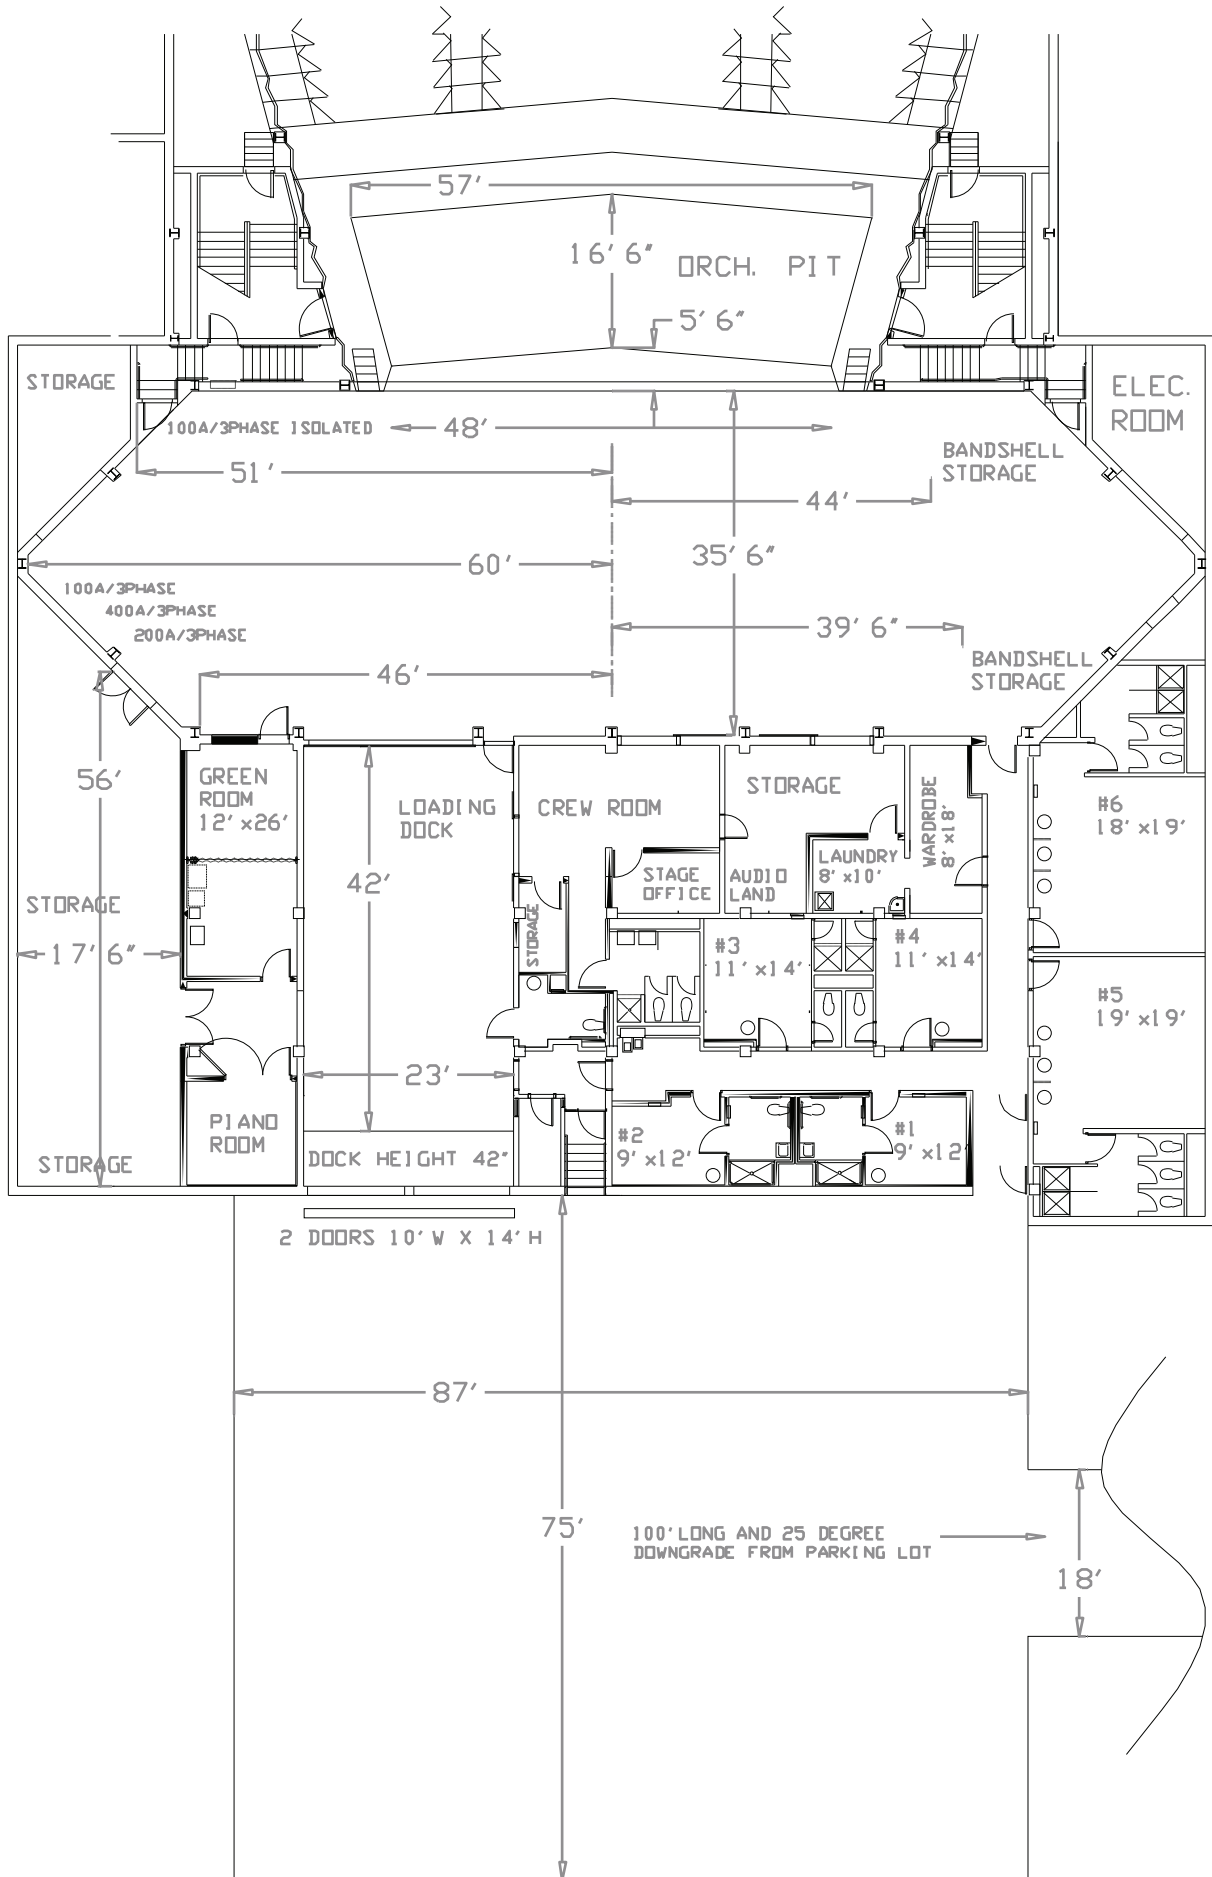 57'
16' 6"
ORCH. PIT
5' 6"
STORAGE
ELEC.
ROOM
100A/3PHASE ISOLATED
48'
BANDSHELL
STORAGE
51'
44'
35' 6"
60'
100A/3PHASE
400A/3PHASE
200A/3PHASE
39' 6"
BANDSHELL
STORAGE
46'
56'
GREEN
ROOM
12' x26'
LOADING
DOCK
CREW ROOM
STORAGE
WARDROBE
8' x18'
#6
18' x19'
42'
STAGE
OFFICE
AUDIO
LAND
LAUNDRY
8' x10'
STORAGE
17' 6"
STORAGE
#3
11' x14'
#4
11' x14'
#5
19' x19'
23'
PIANO
ROOM
STORAGE
DOCK HEIGHT 42"
#2
9' x12'
#1
9' x12'
2 DOORS 10' W X 14' H
87'
75'
100' LONG AND 25 DEGREE
DOWNGRADE FROM PARKING LOT
18'